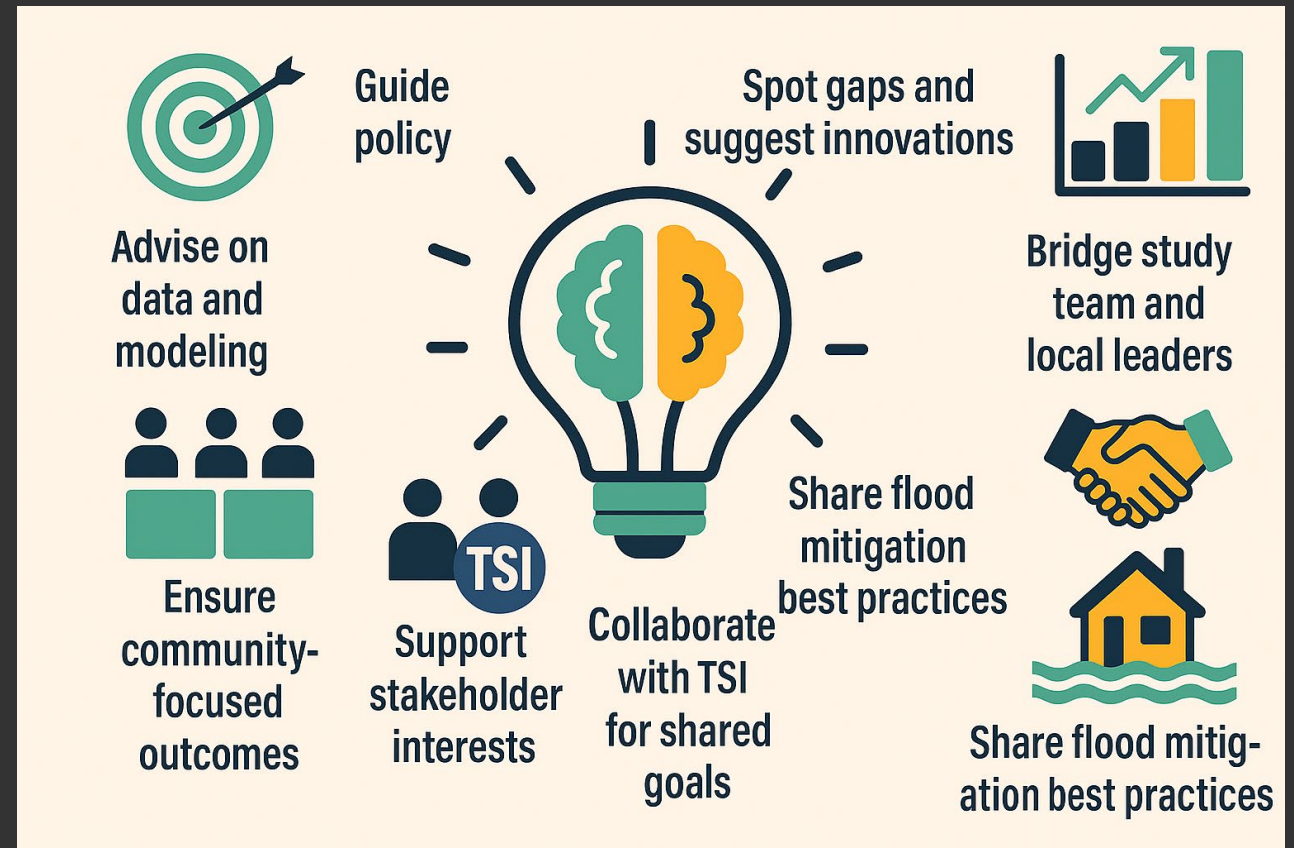 Guide
policy
Spot gaps and
suggest innovations
Advise on
data and
modeling
Bridge study
team and
local leaders
TSI
Share flood
mitigation
best practices
Ensure
community-
focused
outcomes
Support
stakeholder
interests
Collaborate
with TSI
for shared
goals
Share flood mitig-
ation best practices